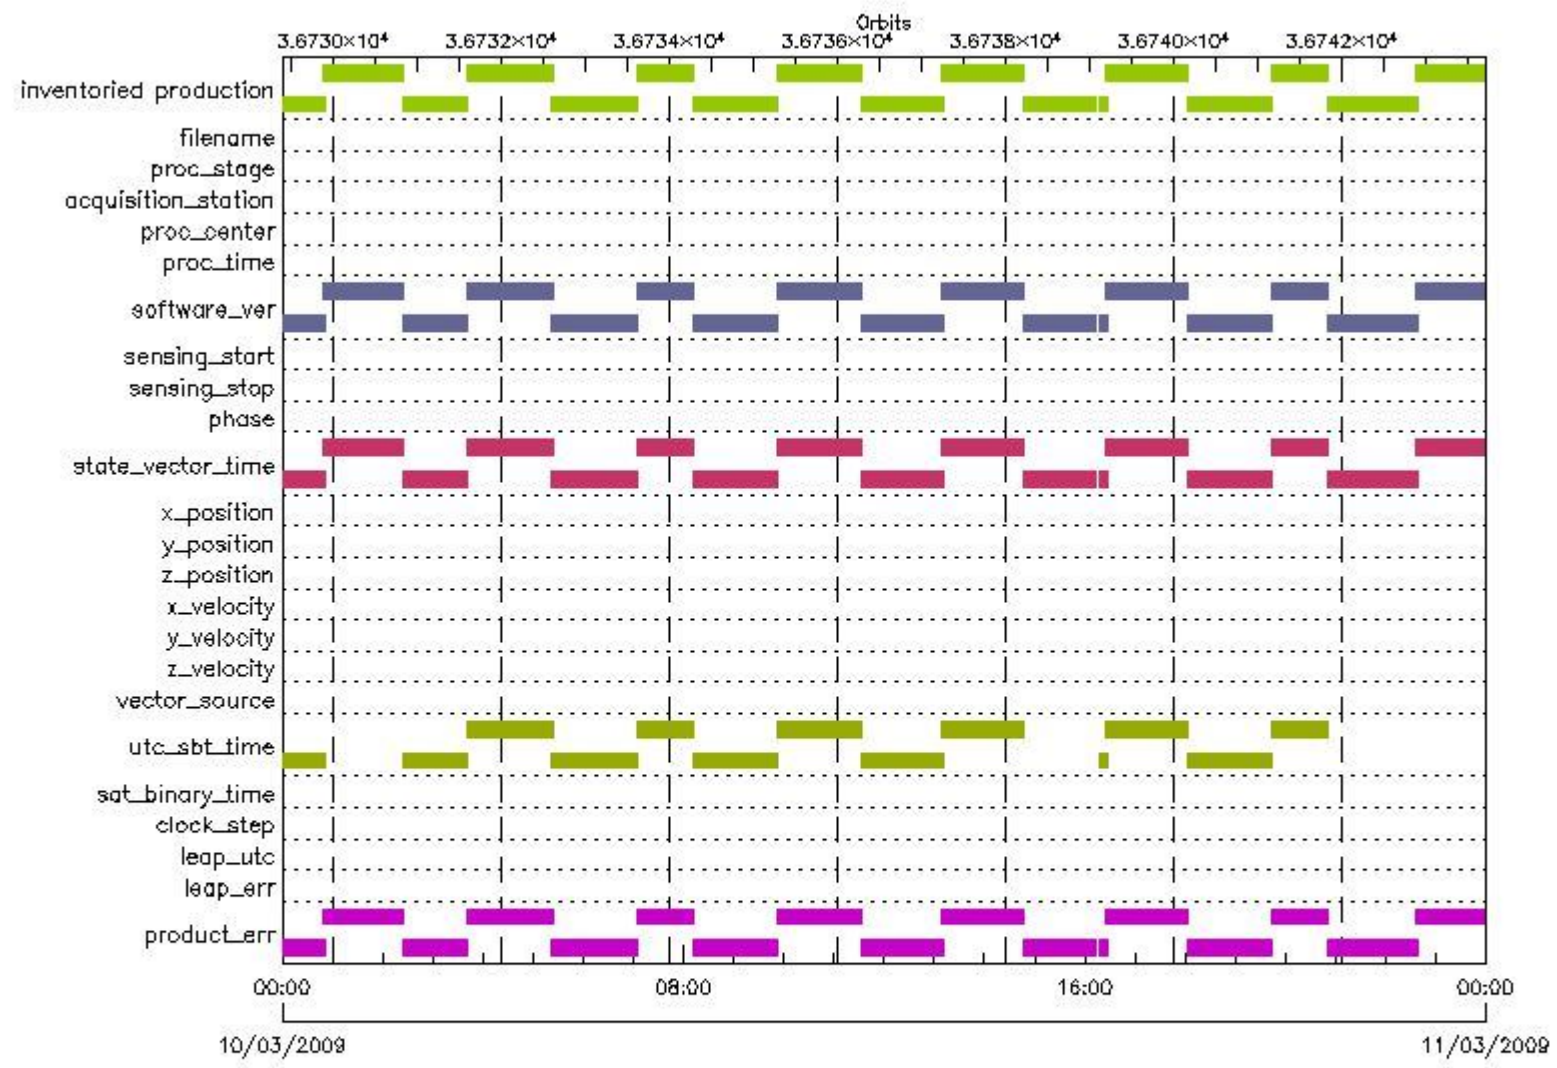 Orbits
3.6730×10⁴ 3.6732×10⁴ 3.6734×10⁴ 3.6736×10⁴ 3.6738×10⁴ 3.6740×10⁴ 3.6742×10⁴
inventoried production
filename
proc_stage
acquisition_station
proc_center
proc_time
software_ver
sensing_start
sensing_stop
phase
state_vector_time
x_position
y_position
z_position
x_velocity
y_velocity
z_velocity
vector_source
utc_sbt_time
sat_binary_time
clock_step
leap_utc
leap_err
product_err
00:00 08:00 16:00 00:00
10/03/2009 11/03/2009